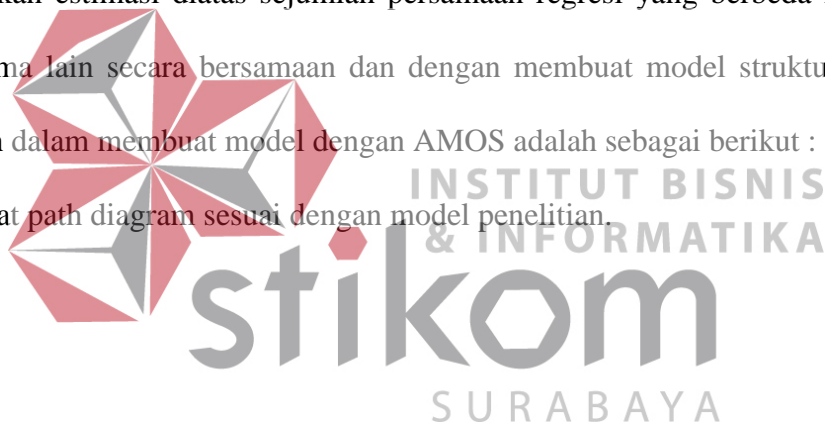 kan estimasi diatas sejumlah persamaan regresi yang berbeda
ma lain secara bersamaan dan dengan membuat model struktu
dalam membuat model dengan AMOS adalah sebagai berikut :
at path diagram sesuai dengan model penelitian.
INSTITUT BISNIS
& INFORMATIKA
stikom
SURABAYA